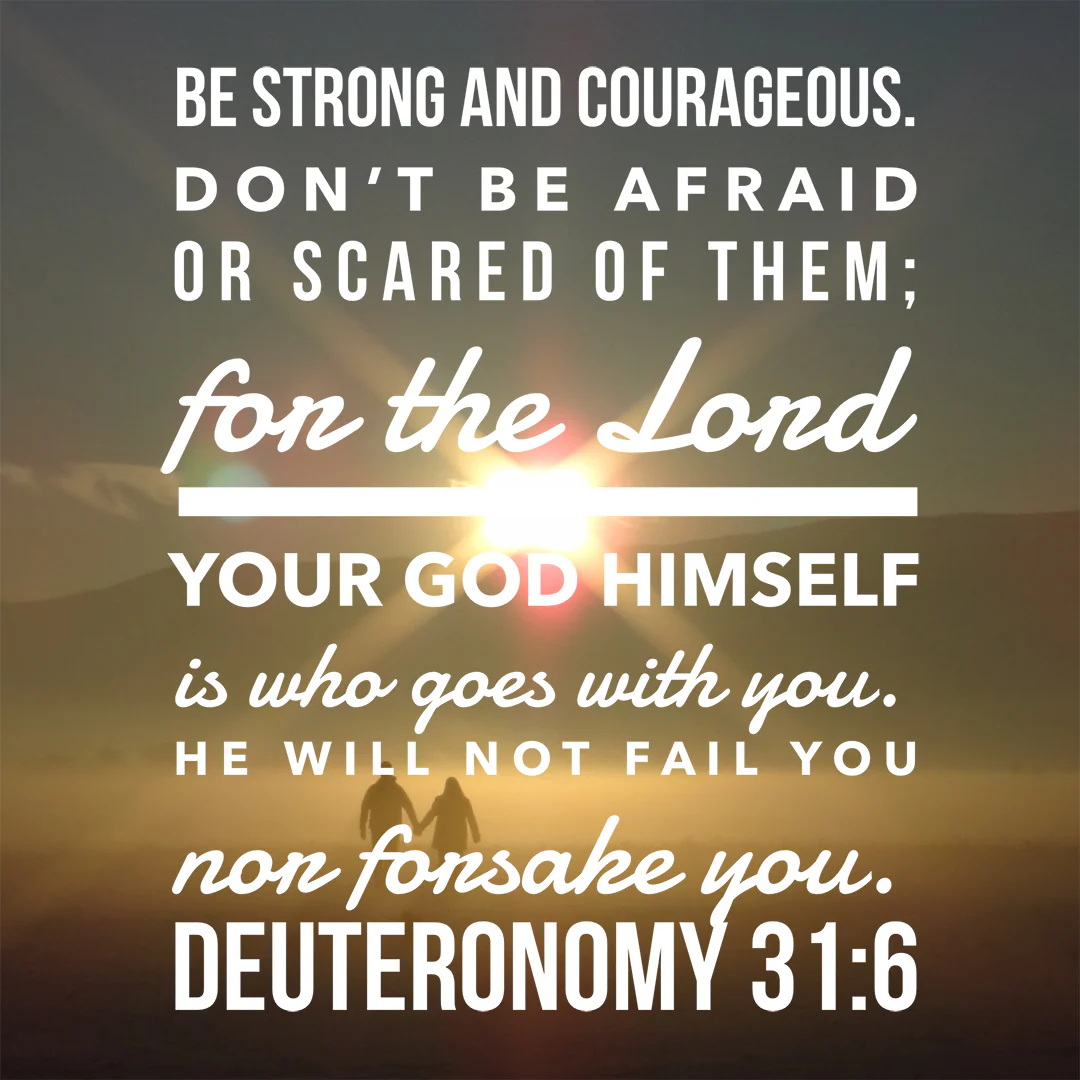 BE STRONG AND COURAGEOUS.
DON’T BE AFRAID
OR SCARED OF THEM;
for the Lord
YOUR GOD HIMSELF
is who goes with you.
HE WILL NOT FAIL YOU
nor forsake you.
DEUTERONOMY 31:6